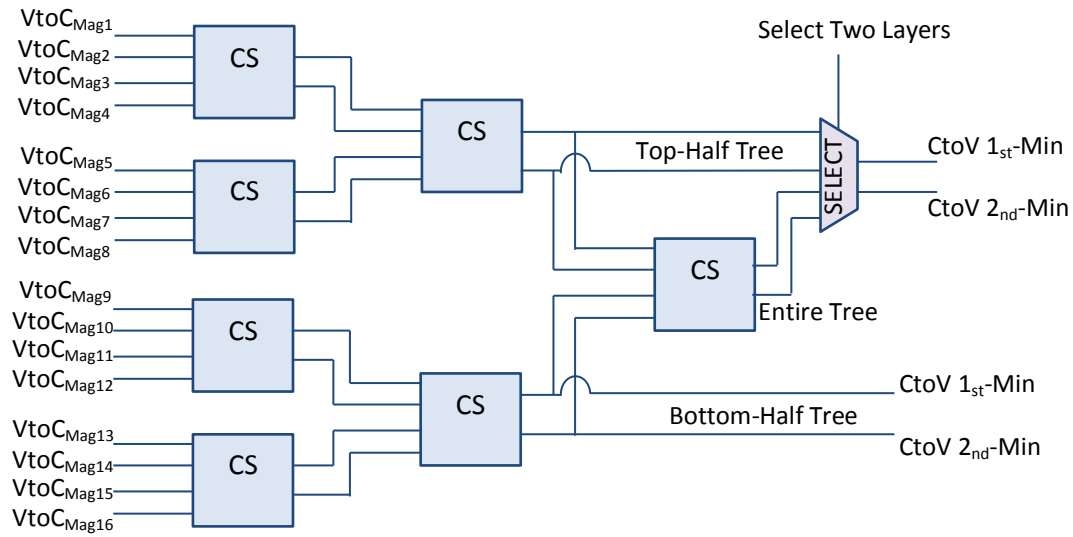 VtoCMag1
VtoCMag2
VtoCMag3
VtoCMag4
CS
Select Two Layers
VtoCMag5
VtoCMag6
VtoCMag7
VtoCMag8
CS
CS
Top-Half Tree
SELECT
CtoV 1st-Min
CtoV 2nd-Min
CS
Entire Tree
VtoCMag9
VtoCMag10
VtoCMag11
VtoCMag12
CS
VtoCMag13
VtoCMag14
VtoCMag15
VtoCMag16
CS
CS
Bottom-Half Tree
CtoV 1st-Min
CtoV 2nd-Min